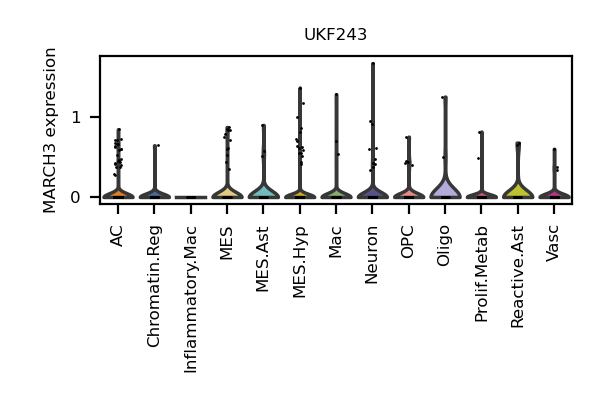 UKF243
MARCH3 expression
1
0
AC
Chromatin.Reg
Inflammatory.Mac
MES
MES.Ast
MES.Hyp
Mac
Neuron
OPC
Oligo
Prolif.Metab
Reactive.Ast
Vasc